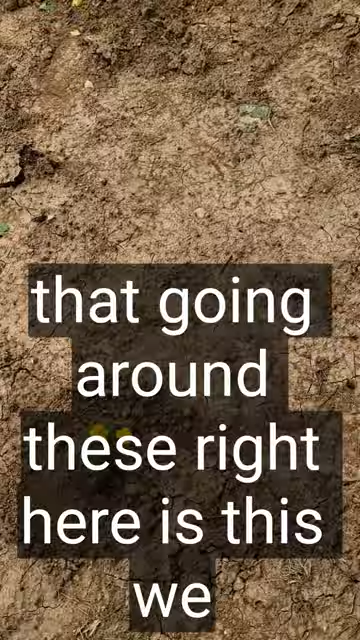 that going
around
these right
here is this
we